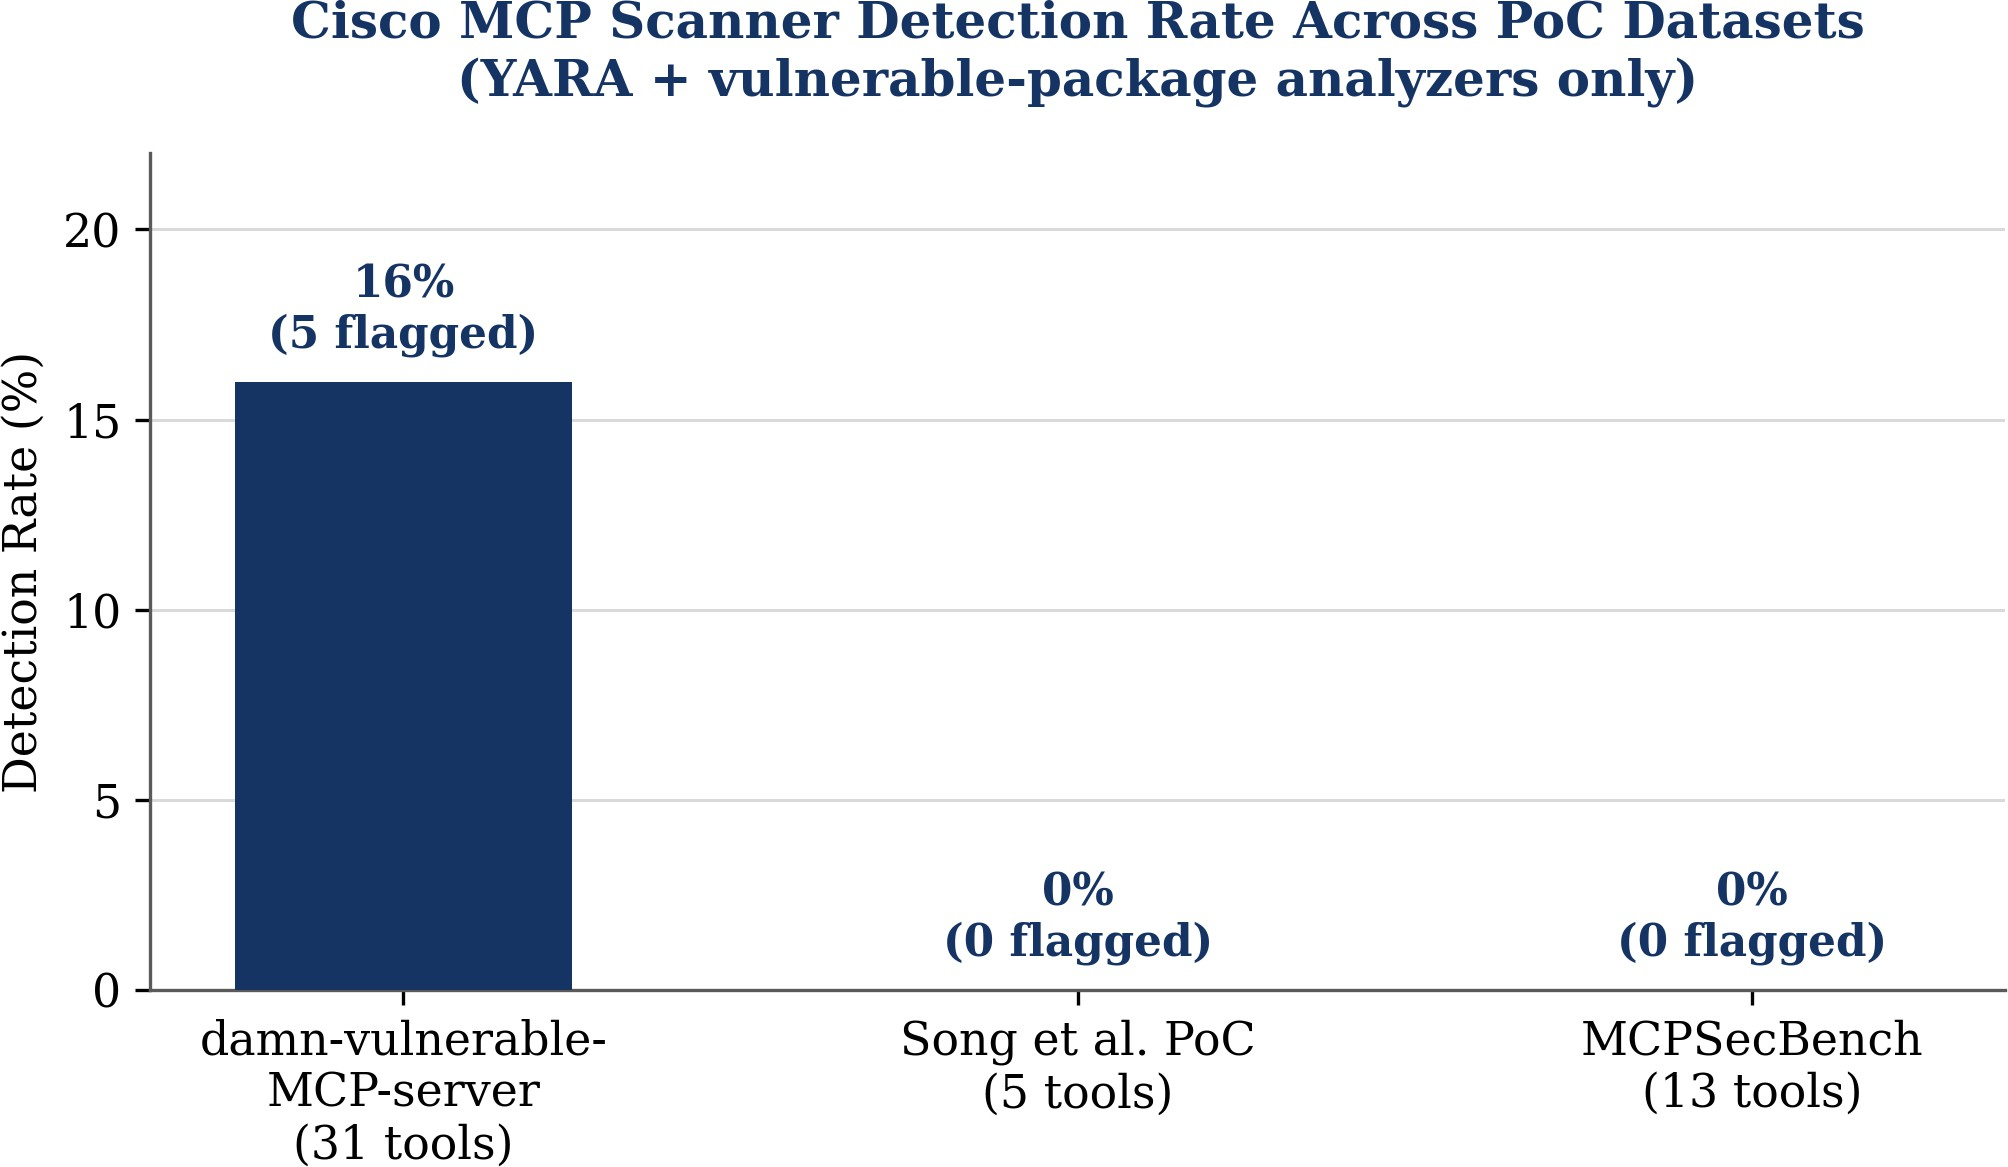 Cisco MCP Scanner Detection Rate Across PoC Datasets
(YARA + vulnerable-package analyzers only)
Detection Rate (%)
20
15
10
5
0
16%
(5 flagged)
0%
(0 flagged)
0%
(0 flagged)
damn-vulnerable-
MCP-server
(31 tools)
Song et al. PoC
(5 tools)
MCPSecBench
(13 tools)